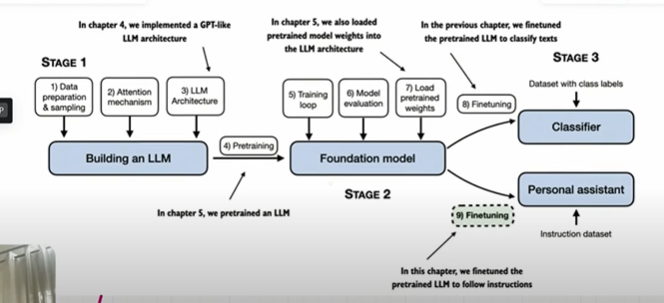 In chapter 4, we implemented a GPT-like
LLM architecture
In chapter 5, we also loaded
pretrained model weights into
the LLM architecture
In the previous chapter, we finetuned
the pretrained LLM to classify texts
STAGE 1
STAGE 3
1) Data
preparation
& sampling
2) Attention
mechanism
3) LLM
Architecture
5) Training
loop
6) Model
evaluation
7) Load
pretrained
weights
8) Finetuning
Dataset with class labels
Classifier
4) Pretraining
Building an LLM
Foundation model
STAGE 2
Personal assistant
9) Finetuning
Instruction dataset
In chapter 5, we pretrained an LLM
In this chapter, we finetuned the
pretrained LLM to follow instructions